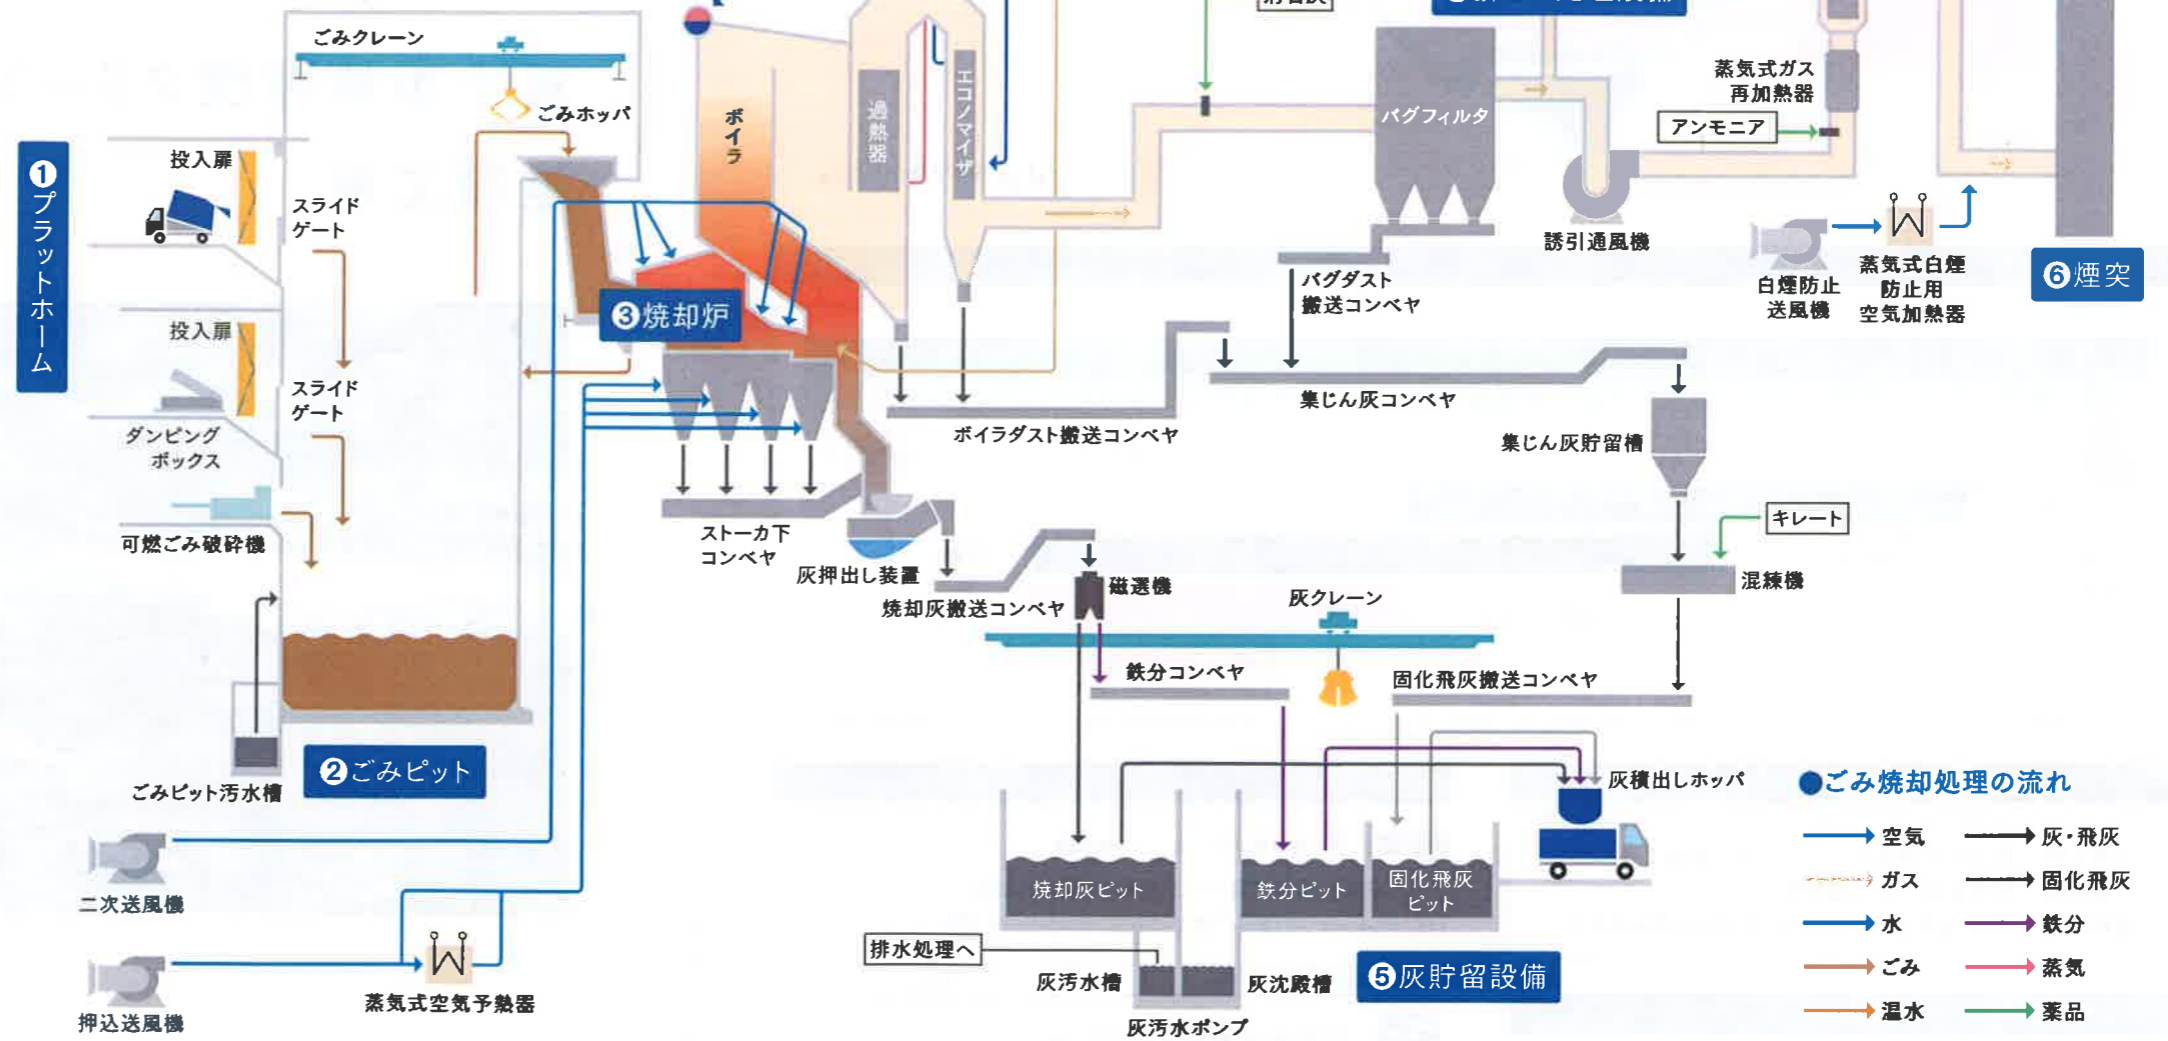 ごみクレーン
ごみホッパ
❶プラットホーム
投入扉
スライド
ゲート
投入扉
スライド
ゲート
ダンピング
ボックス
可燃ごみ破砕機
ごみピット汚水槽
❷ごみピット
二次送風機
押込送風機
蒸気式空気予熱器
❸焼却炉
ボイラ
過熱器
エコノマイザ
バグフィルタ
蒸気式ガス
再加熱器
アンモニア
誘引通風機
白煙防止
送風機
蒸気式白煙
防止用
空気加熱器
❻煙突
バグダスト
搬送コンベヤ
集じん灰コンベヤ
ボイラダスト搬送コンベヤ
集じん灰貯留槽
キレート
混練機
ストーカ下
コンベヤ
灰押出し装置
焼却灰搬送コンベヤ
磁選機
灰クレーン
鉄分コンベヤ
固化飛灰搬送コンベヤ
灰積出しホッパ
焼却灰ピット
鉄分ピット
固化飛灰
ピット
排水処理へ
灰汚水槽
灰沈殿槽
灰汚水ポンプ
❺灰貯留設備
●ごみ焼却処理の流れ
空気
灰・飛灰
ガス
固化飛灰
水
鉄分
ごみ
蒸気
温水
薬品